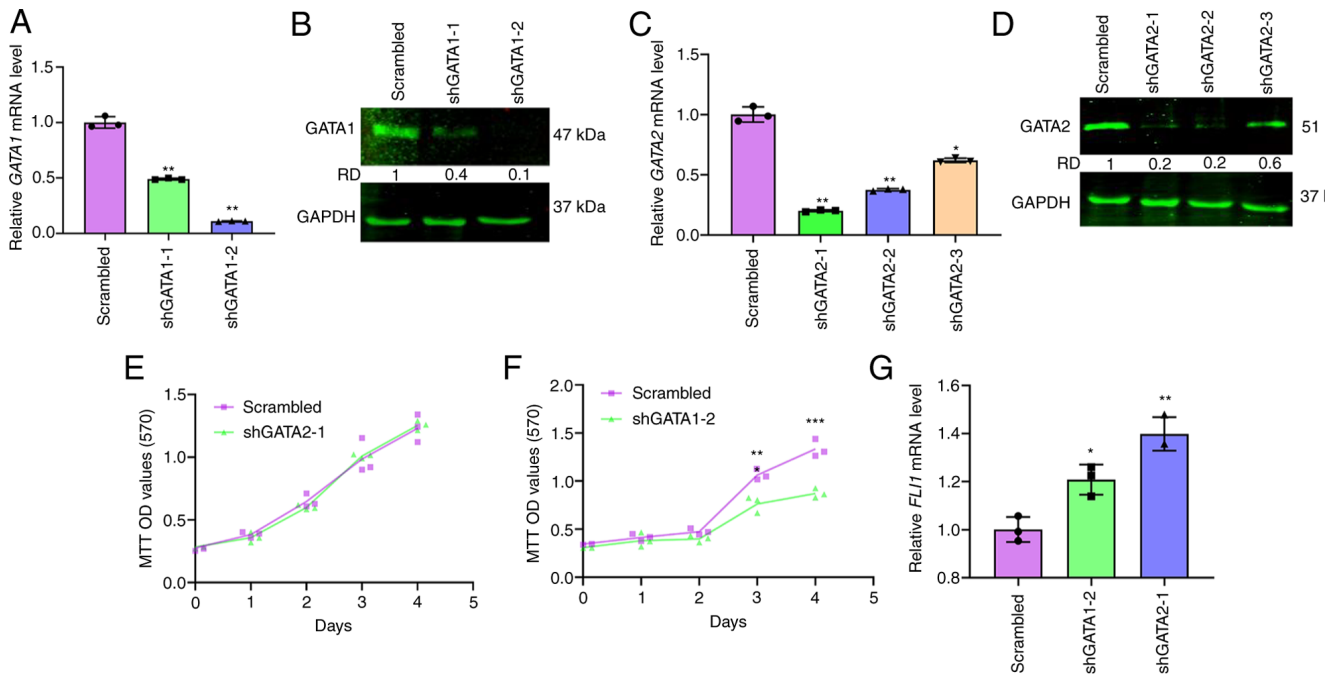 A
Relative GATA1 mRNA level
1.5
1.0
0.5
0.0
**
**
Scrambled
shGATA1-1
shGATA1-2
B
Scrambled
shGATA1-1
shGATA1-2
GATA1
47 kDa
RD 1 0.4 0.1
GAPDH
37 kDa
C
Relative GATA2 mRNA level
1.5
1.0
0.5
0.0
**
**
*
Scrambled
shGATA2-1
shGATA2-2
shGATA2-3
D
Scrambled
shGATA2-1
shGATA2-2
shGATA2-3
GATA2
51
RD 1 0.2 0.2 0.6
GAPDH
37
E
MTT OD values (570)
1.5
1.0
0.5
0.0
Scrambled
shGATA2-1
0 1 2 3 4 5
Days
F
MTT OD values (570)
2.0
1.5
1.0
0.5
0.0
Scrambled
shGATA1-2
**
*
***
0 1 2 3 4 5
Days
G
Relative FLI1 mRNA level
1.6
1.4
1.2
1.0
0.8
*
**
Scrambled
shGATA1-2
shGATA2-1